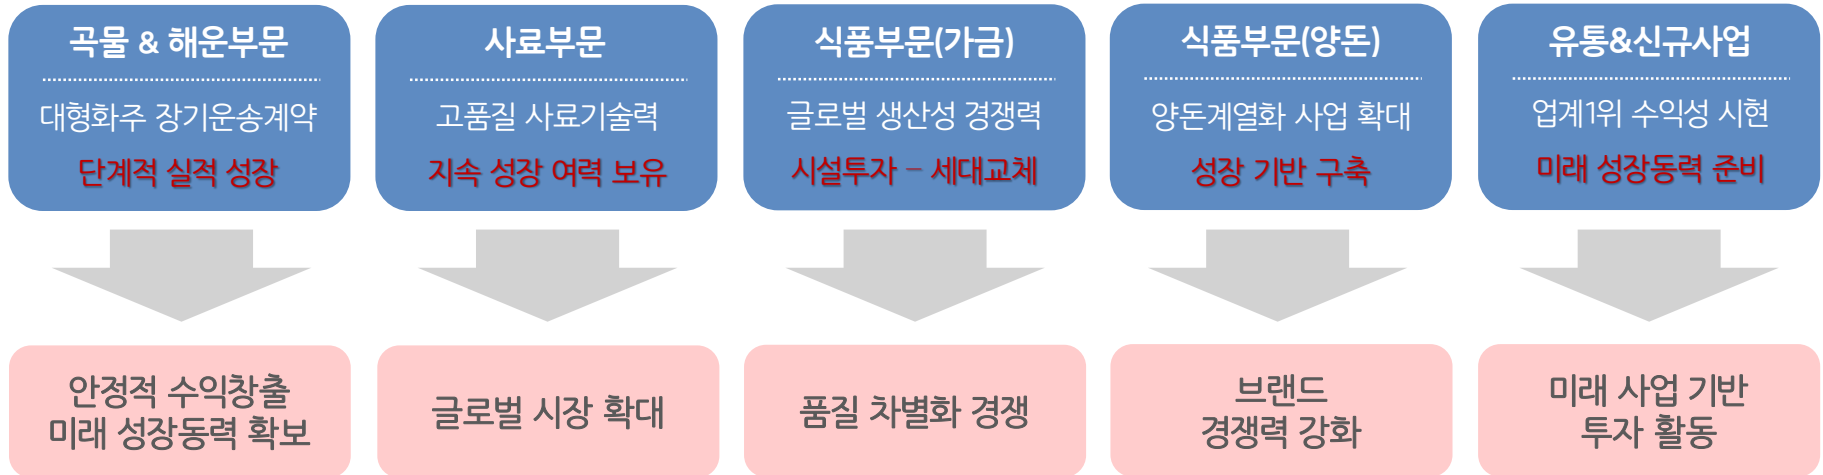 곡물 & 해운부문
대형화주 장기운송계약
단계적 실적 성장
사료부문
고품질 사료기술력
지속 성장 여력 보유
식품부문(가금)
글로벌 생산성 경쟁력
시설투자 – 세대교체
식품부문(양돈)
양돈계열화 사업 확대
성장 기반 구축
유통&신규사업
업계1위 수익성 시현
미래 성장동력 준비
안정적 수익창출
미래 성장동력 확보
글로벌 시장 확대
품질 차별화 경쟁
브랜드
경쟁력 강화
미래 사업 기반
투자 활동